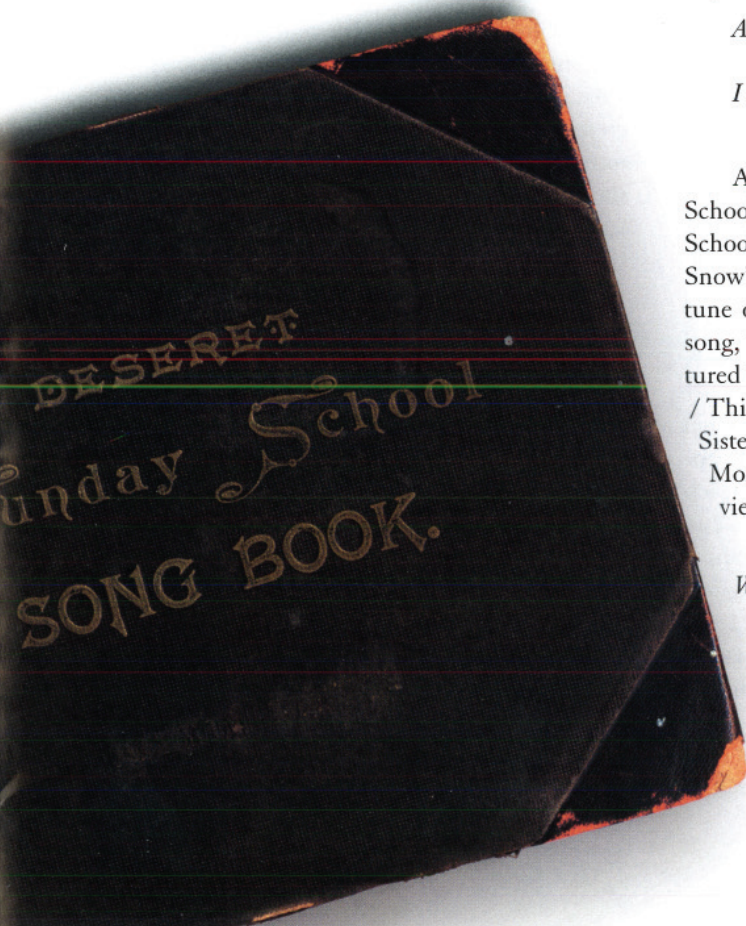 DESERET
unday School
SONG BOOK.
A
I
A
Schoo
Schoo
Snow
tune
song,
tured
/ Thi
Siste
Mo
vie